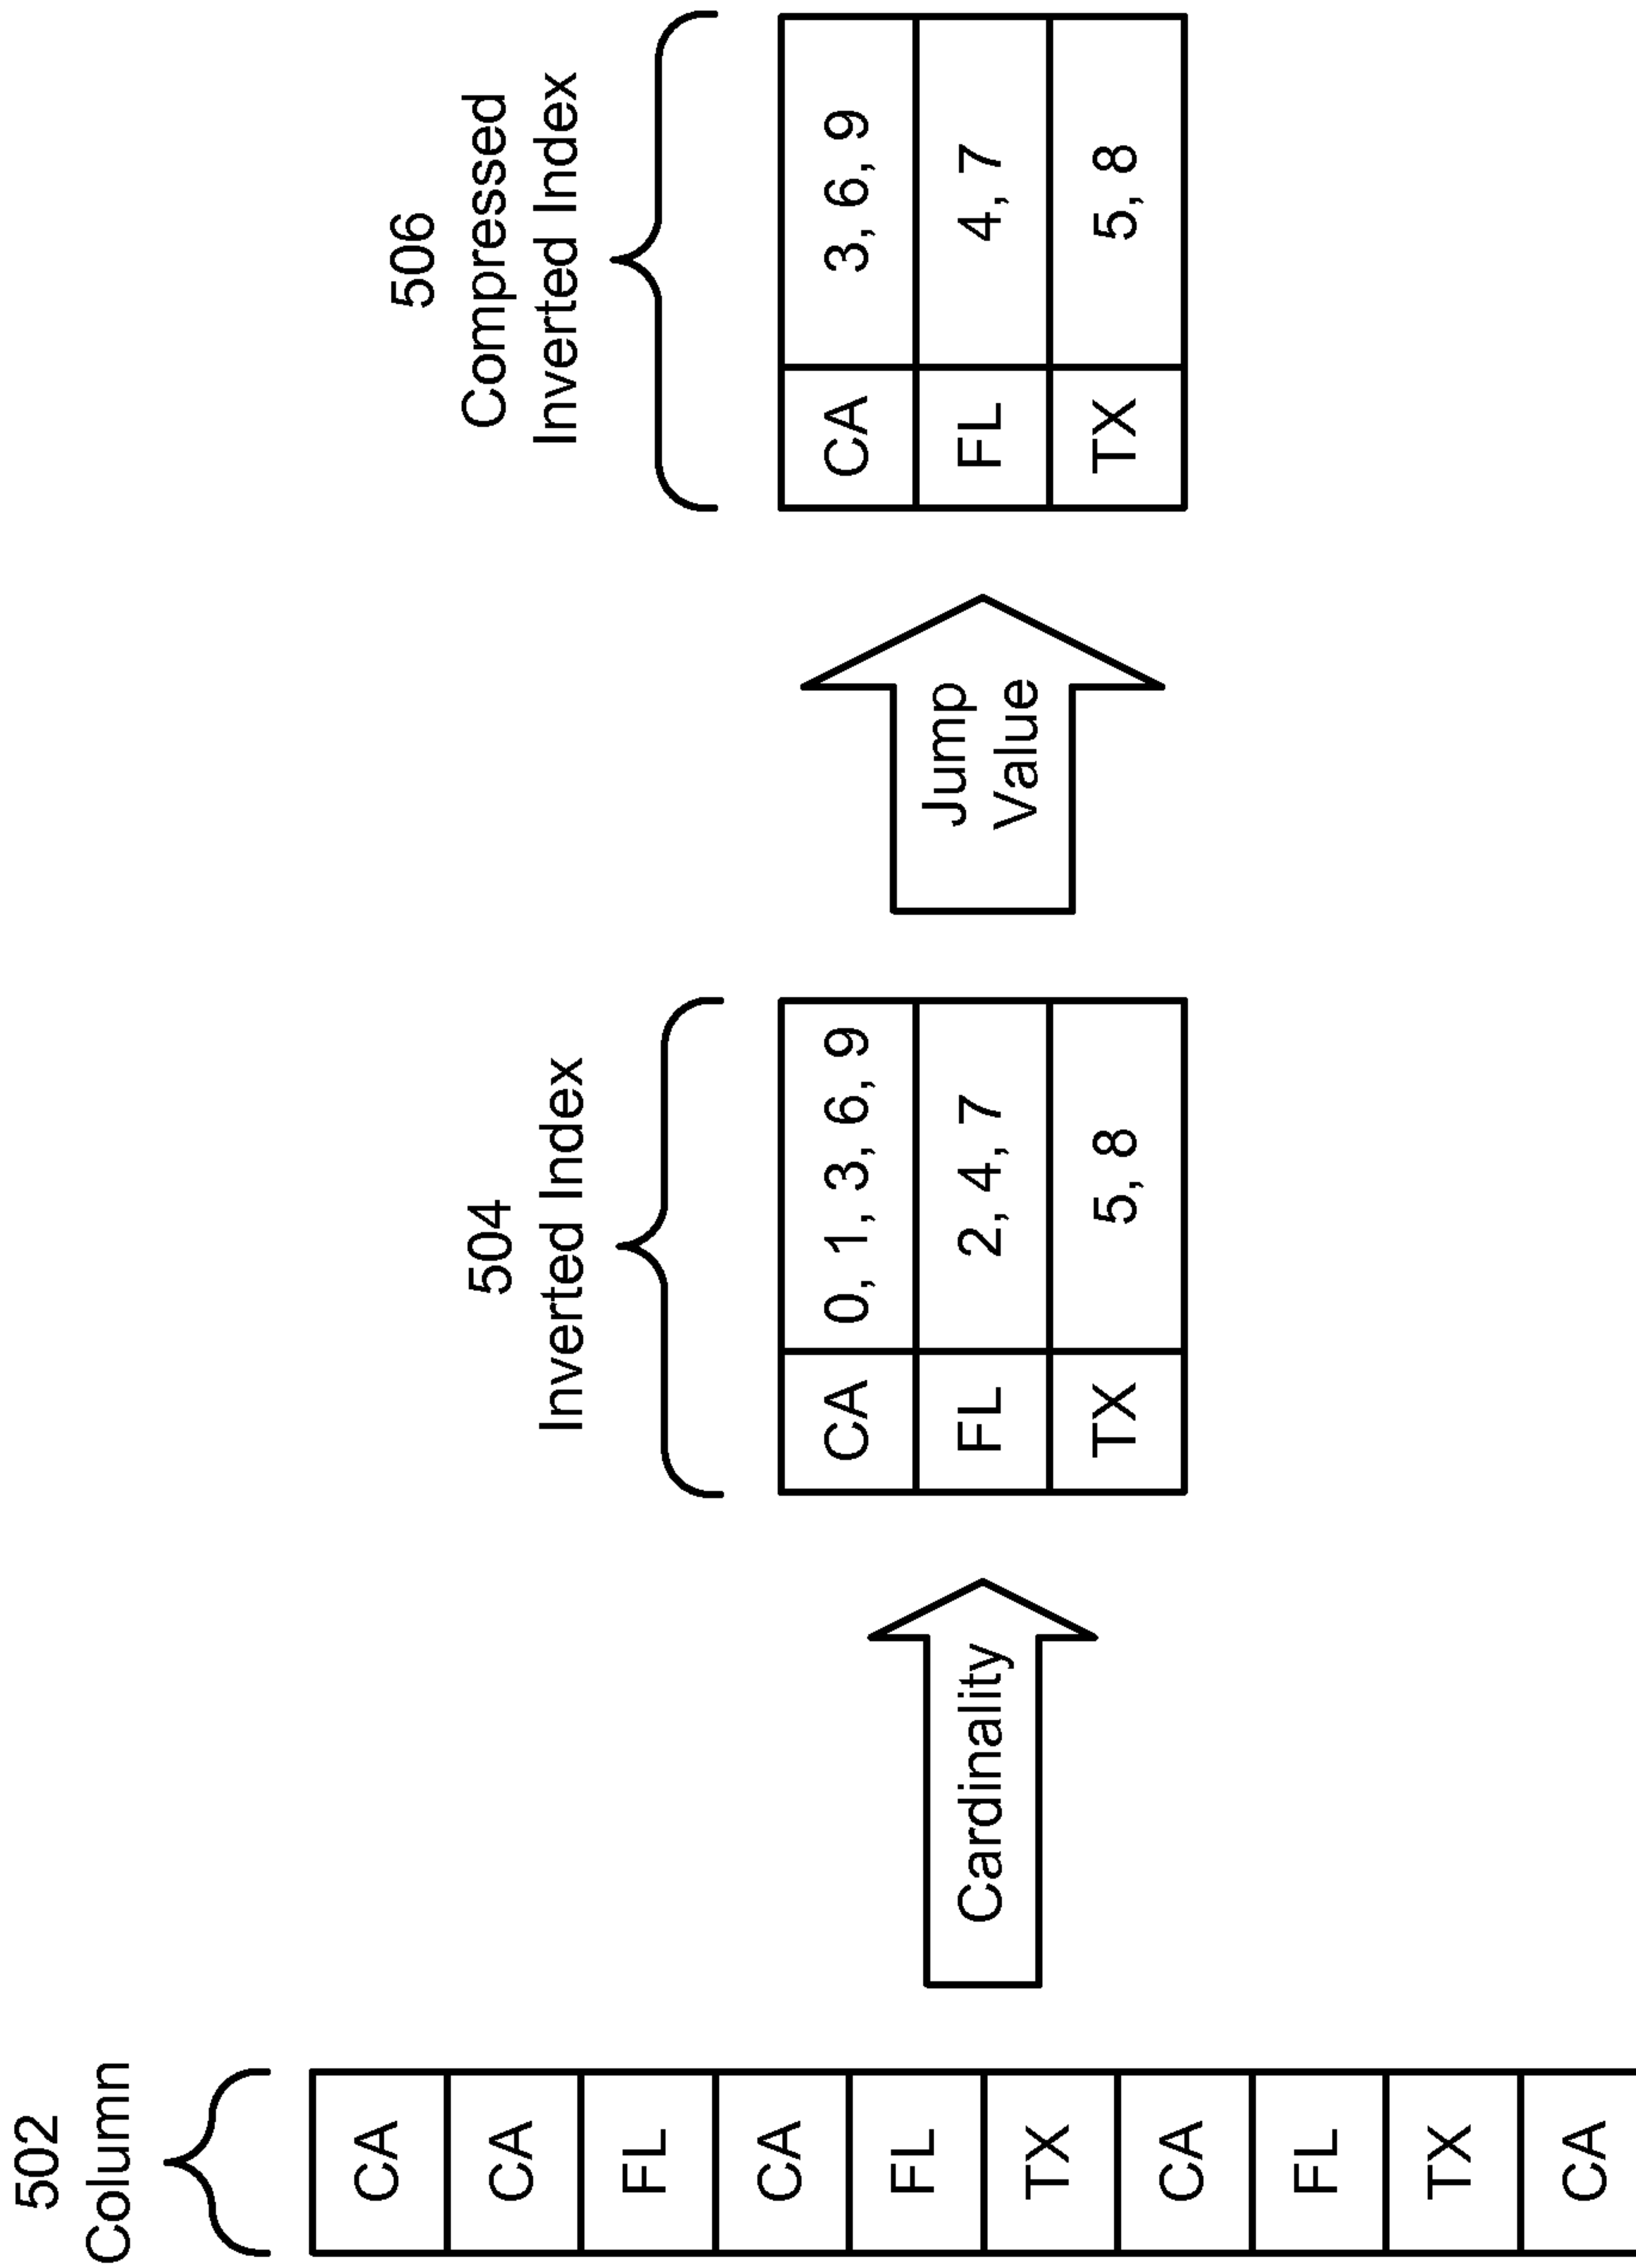 502
Column
CA
CA
FL
CA
FL
TX
CA
FL
TX
CA
Cardinality
504
Inverted Index
CA 0, 1, 3, 6, 9
FL 2, 4, 7
TX 5, 8
Jump
Value
506
Compressed
Inverted Index
CA 3, 6, 9
FL 4, 7
TX 5, 8